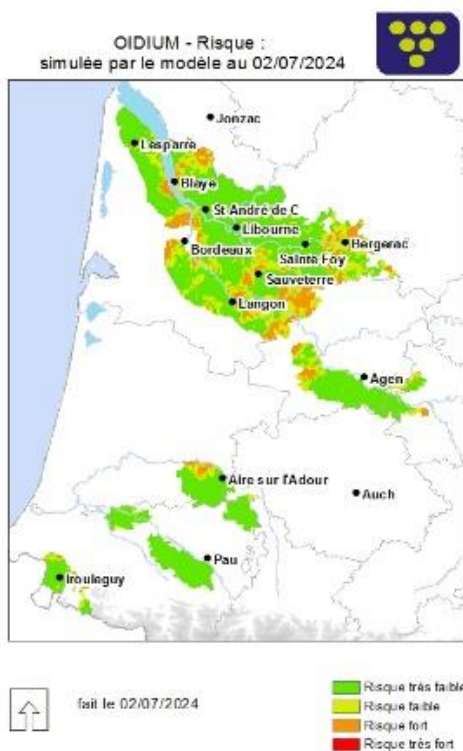 OIDIUM - Risque :
simulée par le modèle au 02/07/2024
Jonzac
Lesparre
Blaye
St André de C
Libourne
Bordeaux
Sainte Foy
Bergerac
Sauveterre
Langon
Agen
Aire sur l'Adour
Auch
Pau
Irouleguy
fait le 02/07/2024
Risque très faible
Risque faible
Risque fort
Risque très fort